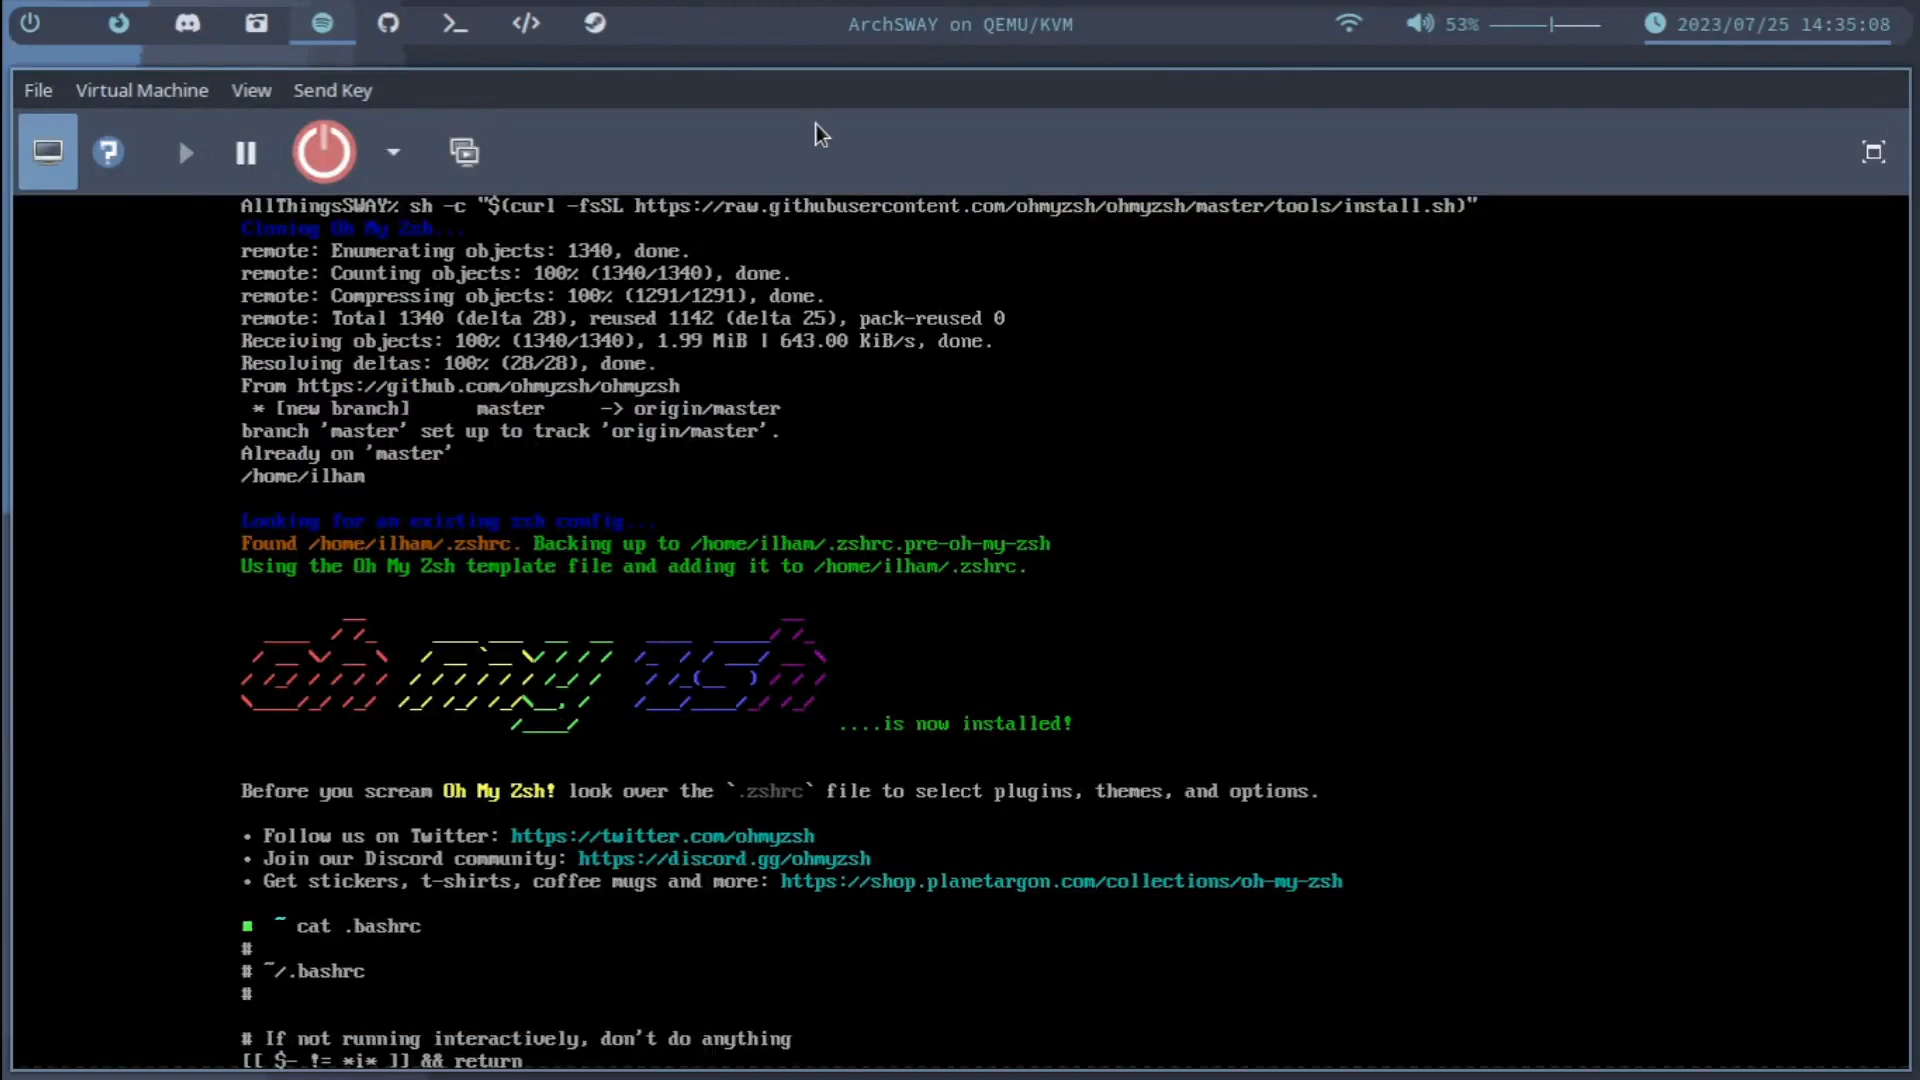 ArchSWAY on QEMU/KVM
53%
2023/07/25 14:35:08
File Virtual Machine View Send Key
AllThingsSWAY% sh -c "$(curl -fsSL https://raw.githubusercontent.com/ohmyzsh/ohmyzsh/master/tools/install.sh)"
Cloning Oh My Zsh...
remote: Enumerating objects: 1340, done.
remote: Counting objects: 100% (1340/1340), done.
remote: Compressing objects: 100% (1291/1291), done.
remote: Total 1340 (delta 28), reused 1142 (delta 25), pack-reused 0
Receiving objects: 100% (1340/1340), 1.99 MiB | 643.00 KiB/s, done.
Resolving deltas: 100% (28/28), done.
From https://github.com/ohmyzsh/ohmyzsh
* [new branch] master -> origin/master
branch 'master' set up to track 'origin/master'.
Already on 'master'
/home/ilham
Looking for an existing zsh config...
Found /home/ilham/.zshrc. Backing up to /home/ilham/.zshrc.pre-oh-my-zsh
Using the Oh My Zsh template file and adding it to /home/ilham/.zshrc.
oh my zsh
....is now installed!
Before you scream Oh My Zsh! look over the `.zshrc` file to select plugins, themes, and options.
• Follow us on Twitter: https://twitter.com/ohmyzsh
• Join our Discord community: https://discord.gg/ohmyzsh
• Get stickers, t-shirts, coffee mugs and more: https://shop.planetargon.com/collections/oh-my-zsh
■ ~ cat .bashrc
#
# ~/.bashrc
#
# If not running interactively, don't do anything
[[ $- != *i* ]] && return